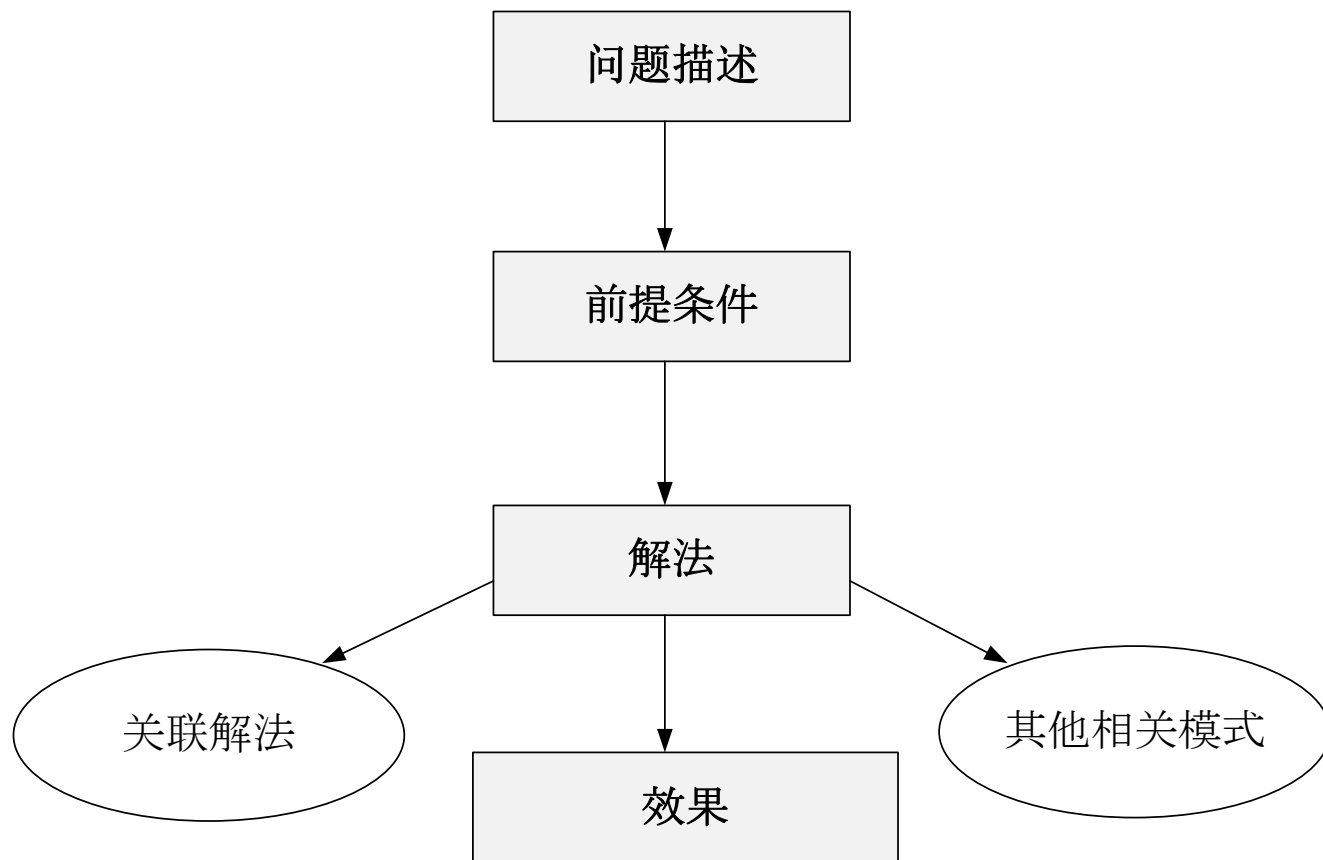 问题描述
前提条件
解法
关联解法
其他相关模式
效果